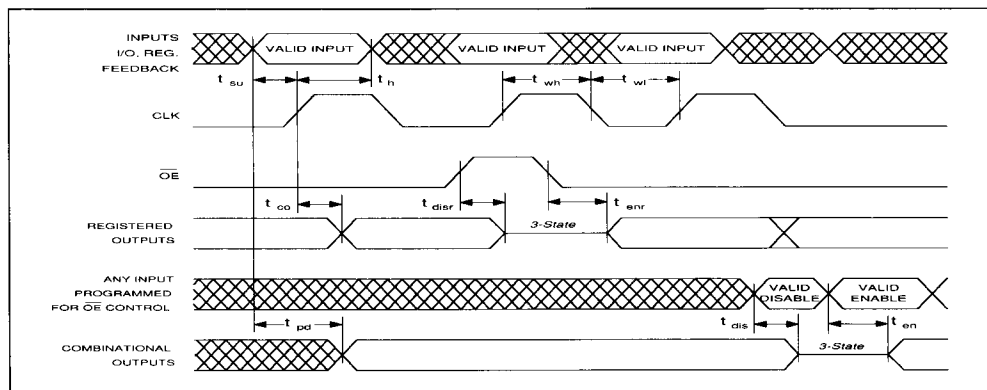 INPUTS
I/O, REG.
FEEDBACK
VALID INPUT
VALID INPUT
VALID INPUT
t su
t h
t wh
t wl
CLK
OE
t co
t disr
t enr
REGISTERED
OUTPUTS
3-State
ANY INPUT
PROGRAMMED
FOR OE CONTROL
VALID
DISABLE
VALID
ENABLE
t pd
t dis
t en
COMBINATIONAL
OUTPUTS
3-State